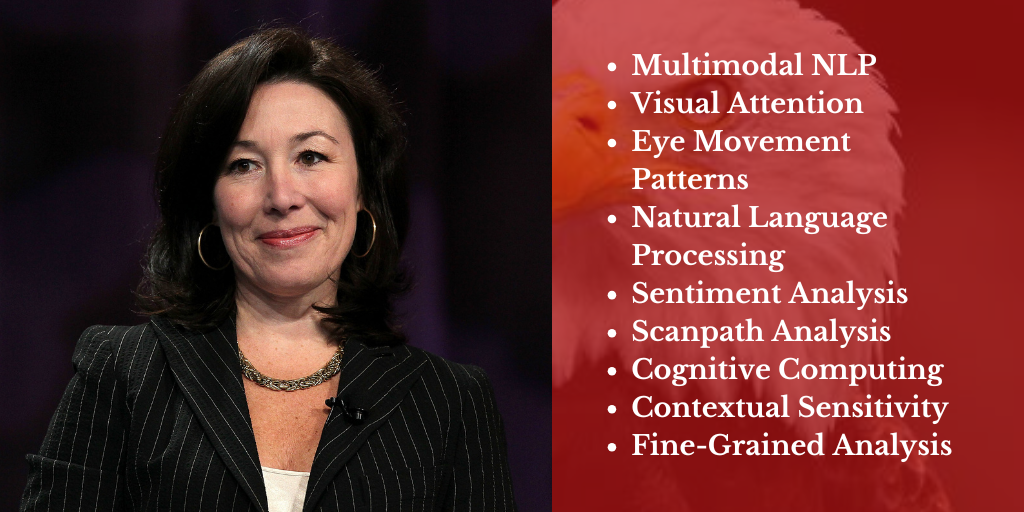 • Multimodal NLP
• Visual Attention
• Eye Movement
Patterns
• Natural Language
Processing
• Sentiment Analysis
• Scanpath Analysis
• Cognitive Computing
• Contextual Sensitivity
• Fine-Grained Analysis